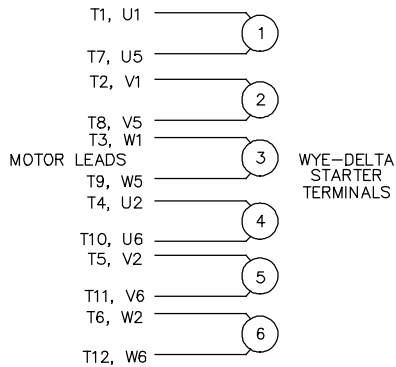 T1, U1
1
T7, U5
T2, V1
2
T8, V5
T3, W1
MOTOR LEADS
3
WYE-DELTA
STARTER
TERMINALS
T9, W5
T4, U2
4
T10, U6
T5, V2
5
T11, V6
T6, W2
6
T12, W6